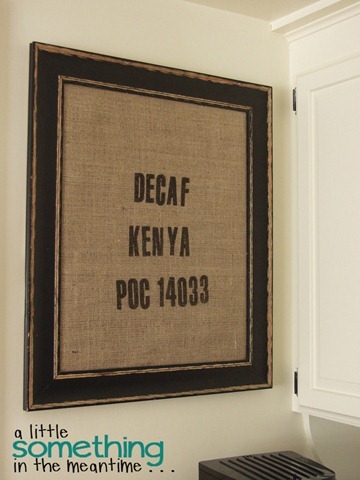 DECAF
KENYA
POC 14033
a little
something
in the meantime . . .